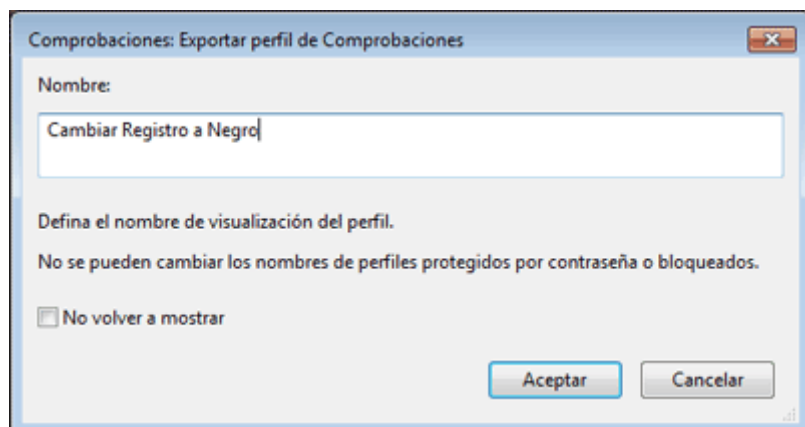 Comprobaciones: Exportar perfil de Comprobaciones
Nombre:
Cambiar Registro a Negro
Defina el nombre de visualización del perfil.
No se pueden cambiar los nombres de perfiles protegidos por contraseña o bloqueados.
No volver a mostrar
Aceptar
Cancelar